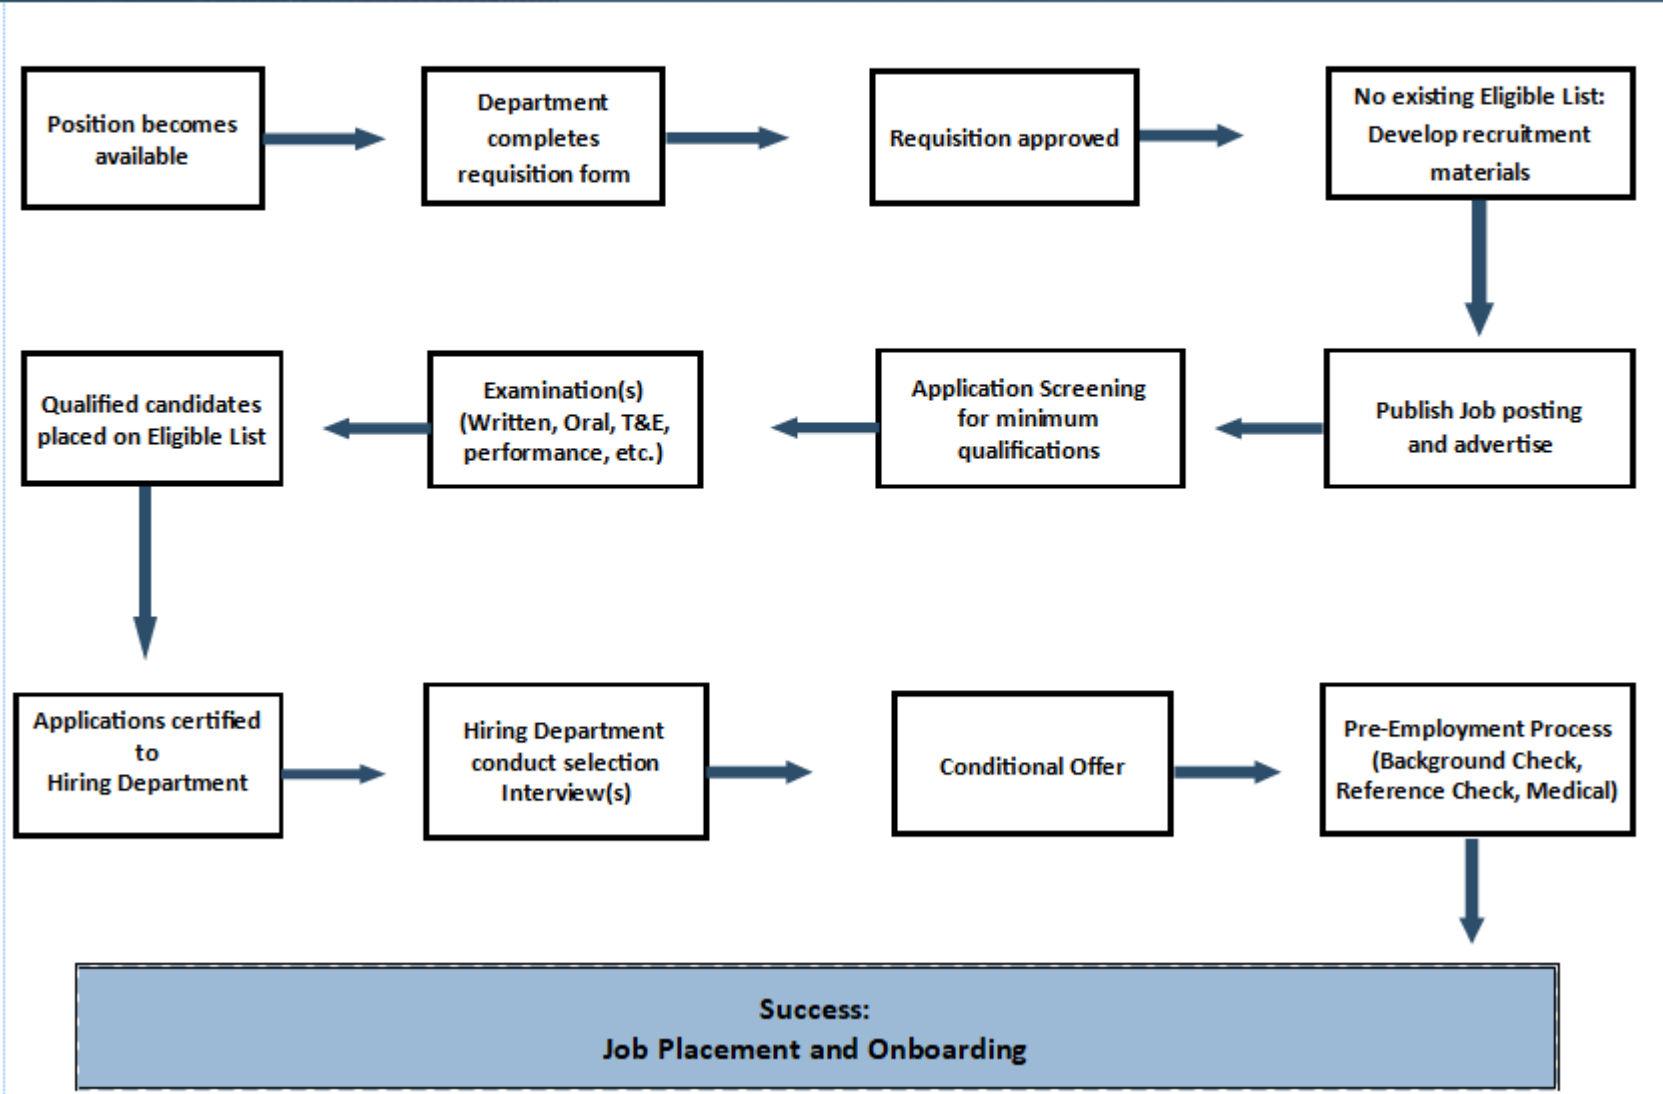 Position becomes
available
Department
completes
requisition form
Requisition approved
No existing Eligible List:
Develop recruitment
materials
Publish Job posting
and advertise
Application Screening
for minimum
qualifications
Examination(s)
(Written, Oral, T&E,
performance, etc.)
Qualified candidates
placed on Eligible List
Applications certified
to
Hiring Department
Hiring Department
conduct selection
Interview(s)
Conditional Offer
Pre-Employment Process
(Background Check,
Reference Check, Medical)
Success:
Job Placement and Onboarding